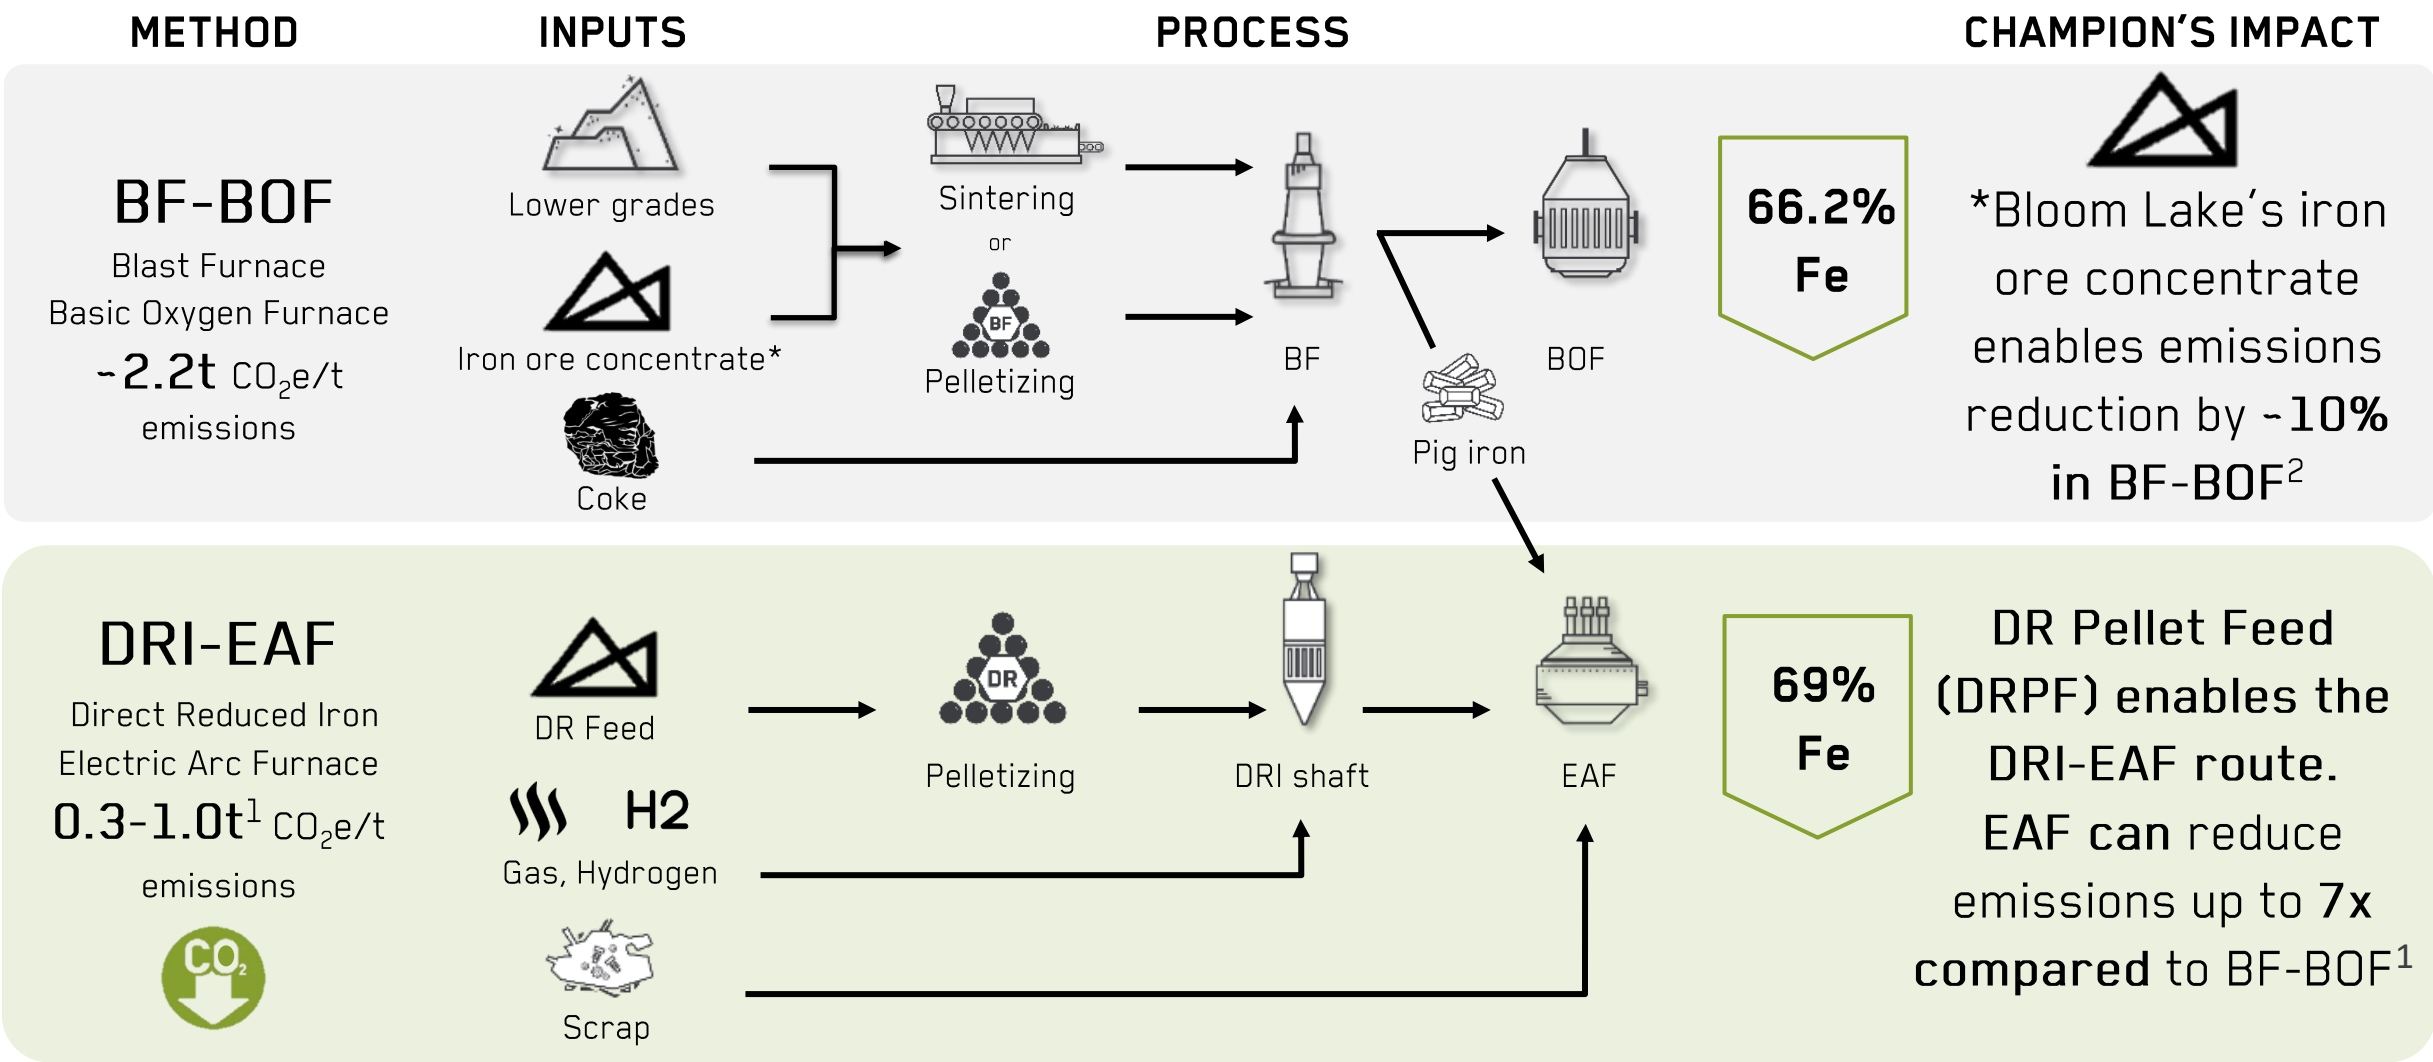 METHOD
INPUTS
PROCESS
CHAMPION'S IMPACT
BF-BOF
Blast Furnace
Basic Oxygen Furnace
~2.2t CO₂e/t
emissions
Lower grades
Iron ore concentrate*
Coke
Sintering
or
BF
Pelletizing
BF
Pig iron
BOF
66.2%
Fe
*Bloom Lake's iron
ore concentrate
enables emissions
reduction by ~10%
in BF-BOF²
DRI-EAF
Direct Reduced Iron
Electric Arc Furnace
0.3-1.0t¹ CO₂e/t
emissions
CO₂
DR Feed
H2
Gas, Hydrogen
Scrap
DR
Pelletizing
DRI shaft
EAF
69%
Fe
DR Pellet Feed
(DRPF) enables the
DRI-EAF route.
EAF can reduce
emissions up to 7x
compared to BF-BOF¹